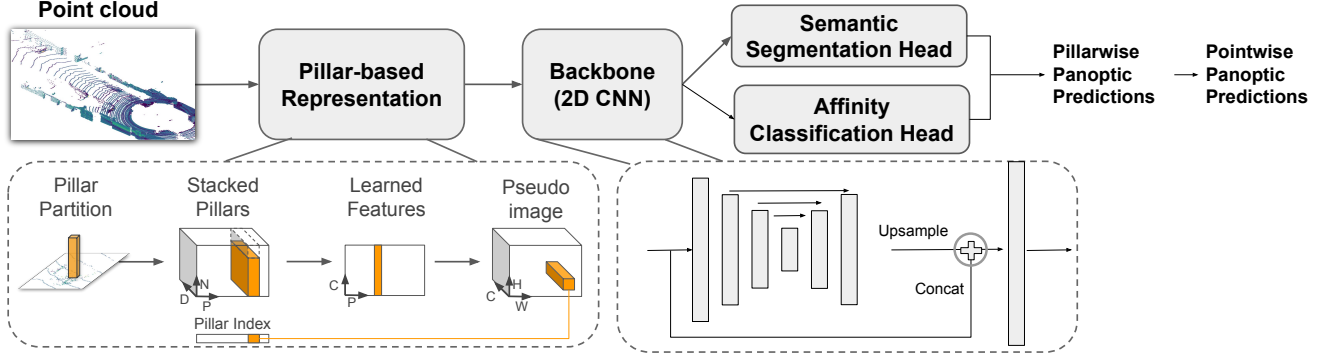 Point cloud
Pillar-based
Representation
Backbone
(2D CNN)
Semantic
Segmentation Head
Affinity
Classification Head
Pillarwise
Panoptic
Predictions
Pointwise
Panoptic
Predictions
Pillar
Partition
Stacked
Pillars
Learned
Features
Pseudo
image
N
D
P
C
P
H
C
W
Pillar Index
Upsample
Concat